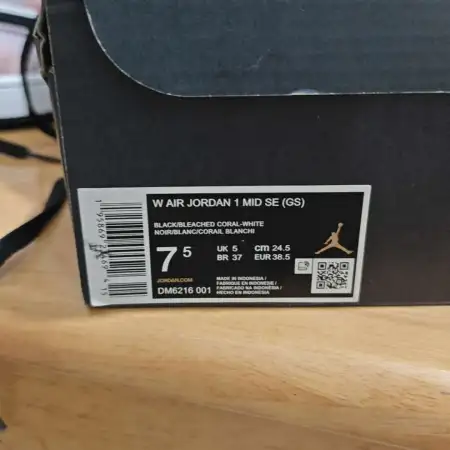 W AIR JORDAN 1 MID SE (GS)
BLACK/BLEACHED CORAL-WHITE
NOIR/BLANC/CORAIL BLANCHI
7 5
UK 5 cm 24.5
BR 37 EUR 38.5
JORDAN.COM
DM6216 001
MADE IN INDONESIA /
FABRIQUE EN INDONESIE /
FABRICADO NA INDONÉSIA /
HECHO EN INDONESIA